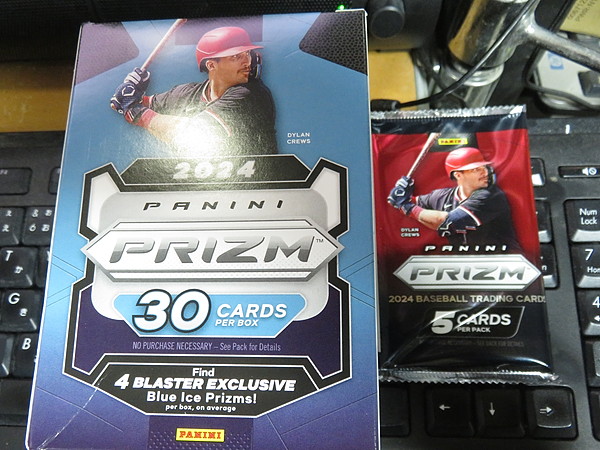 DYLAN
CREWS
2024
PANINI
PRIZM™
30 CARDS
PER BOX
NO PURCHASE NECESSARY – See Pack for Details
Find
4 BLASTER EXCLUSIVE
Blue Ice Prizms!
per box, on average
PANINI
PANINI
DYLAN
CREWS
PANINI
PRIZM
2024 BASEBALL TRADING CARDS
5 CARDS
PER PACK
Num
Lock
7
Home
4
1
←
↓
→